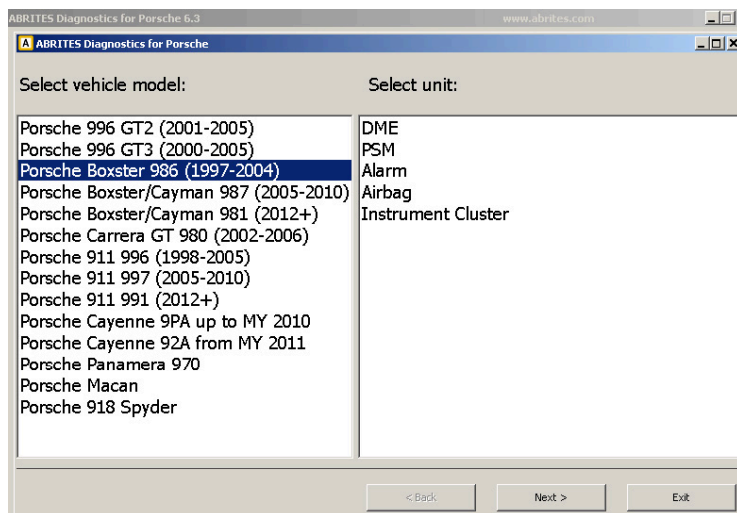 ABRITES Diagnostics for Porsche 6.3 www.abrites.com
A ABRITES Diagnostics for Porsche
Select vehicle model:
Select unit:
Porsche 996 GT2 (2001-2005)
Porsche 996 GT3 (2000-2005)
Porsche Boxster 986 (1997-2004)
Porsche Boxster/Cayman 987 (2005-2010)
Porsche Boxster/Cayman 981 (2012+)
Porsche Carrera GT 980 (2002-2006)
Porsche 911 996 (1998-2005)
Porsche 911 997 (2005-2010)
Porsche 911 991 (2012+)
Porsche Cayenne 9PA up to MY 2010
Porsche Cayenne 92A from MY 2011
Porsche Panamera 970
Porsche Macan
Porsche 918 Spyder
DME
PSM
Alarm
Airbag
Instrument Cluster
< Back
Next >
Exit